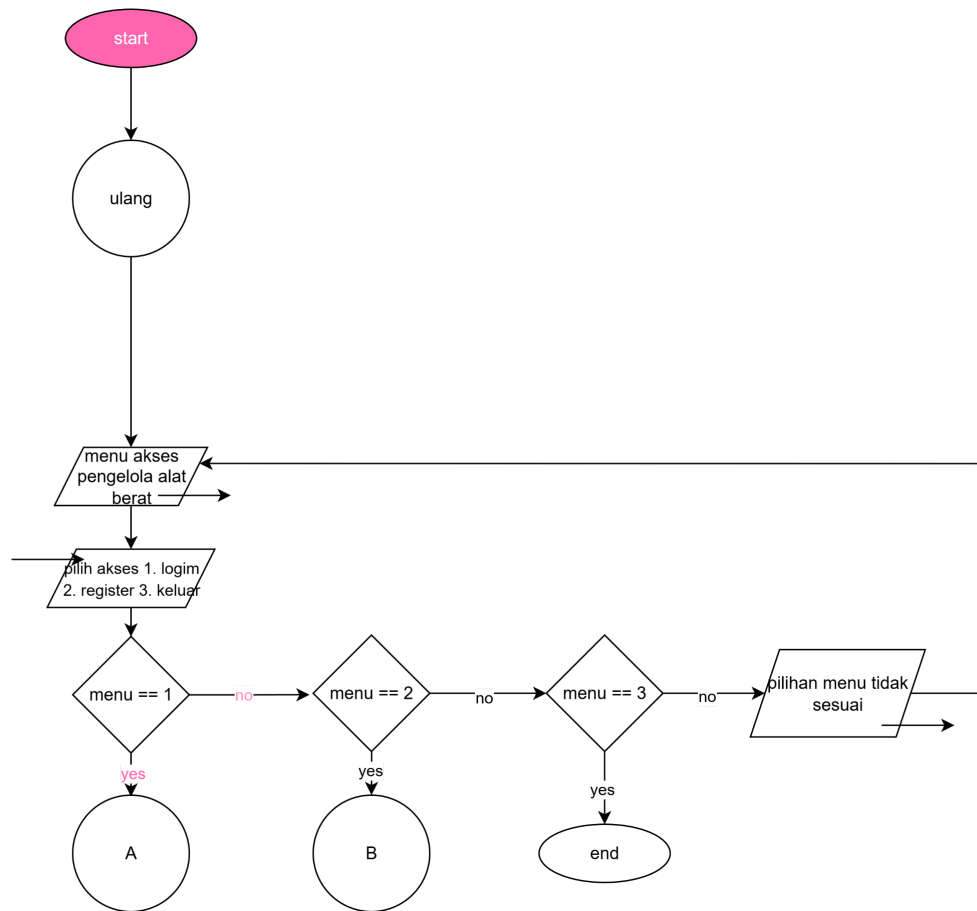 start
ulang
menu akses
pengelola alat
berat
pilih akses 1. logim
2. register 3. keluar
menu == 1
no
menu == 2
no
menu == 3
no
pilihan menu tidak
sesuai
yes
yes
yes
A
B
end